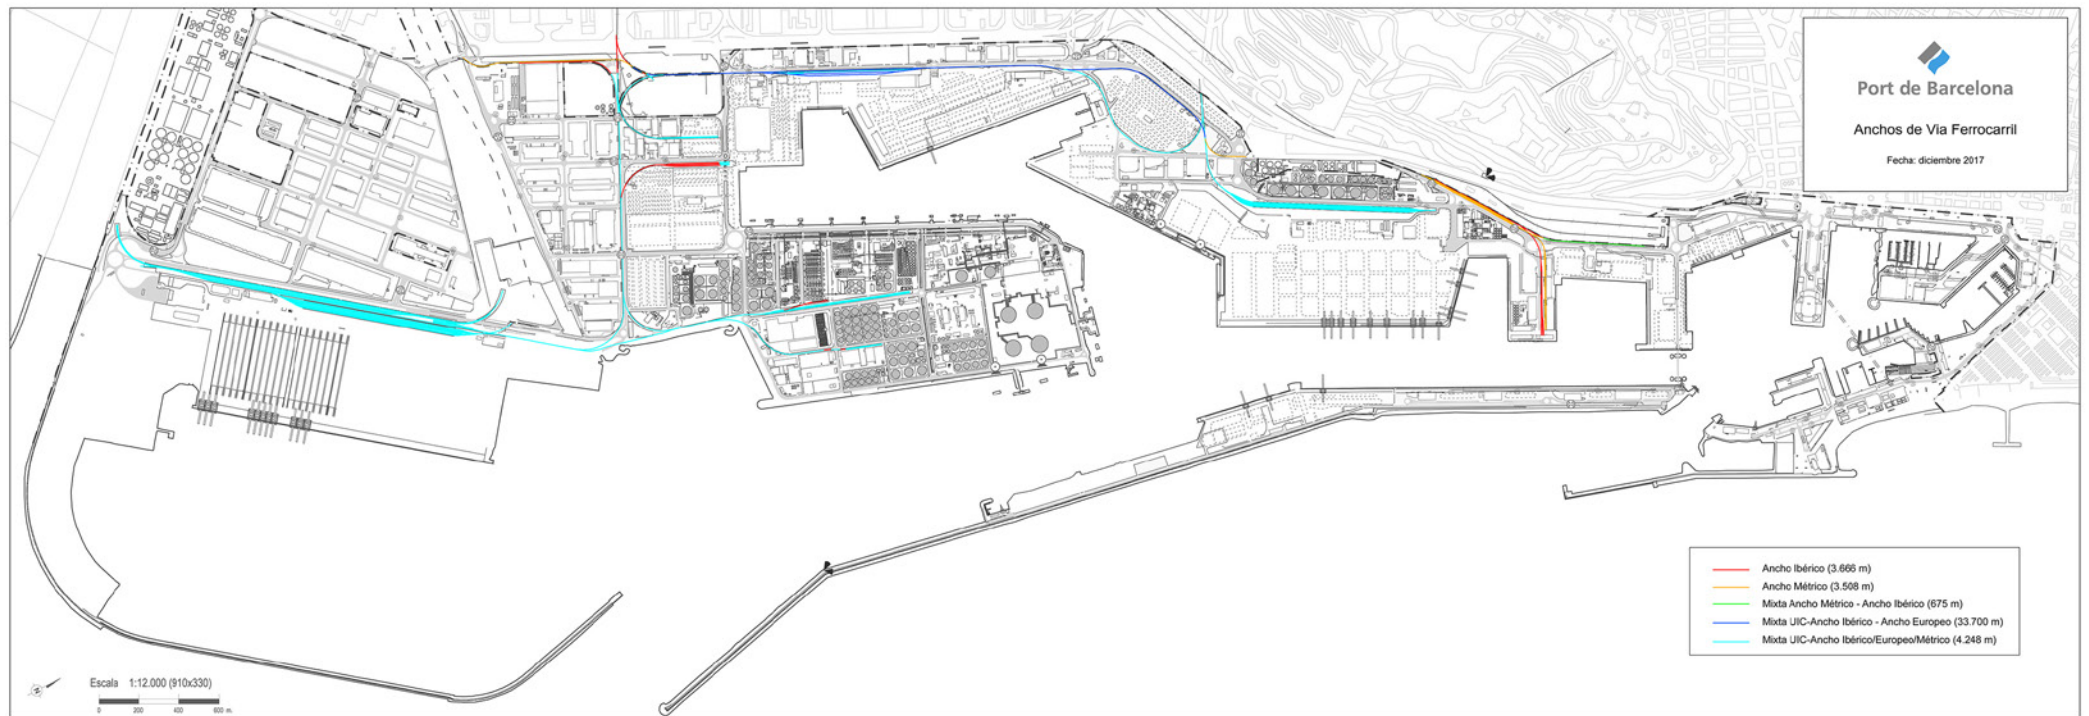 Port de Barcelona
Anchos de Via Ferrocarril
Fecha: diciembre 2017
Ancho Ibérico (3.666 m)
Ancho Métrico (3.508 m)
Mixta Ancho Métrico - Ancho Ibérico (675 m)
Mixta UIC-Ancho Ibérico - Ancho Europeo (33.700 m)
Mixta UIC-Ancho Ibérico/Europeo/Métrico (4.248 m)
Escala 1:12.000 (910x330)
0 200 400 600 m.